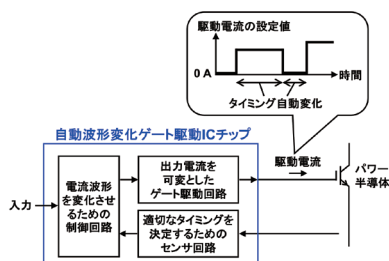 駆動電流の設定値
0 A
時間
タイミング自動変化
自動波形変化ゲート駆動ICチップ
駆動電流
入力
電流波形
を変化させ
るための
制御回路
出力電流を
可変とした
ゲート駆動回路
適切なタイミングを
決定するための
センサ回路
パワー
半導体